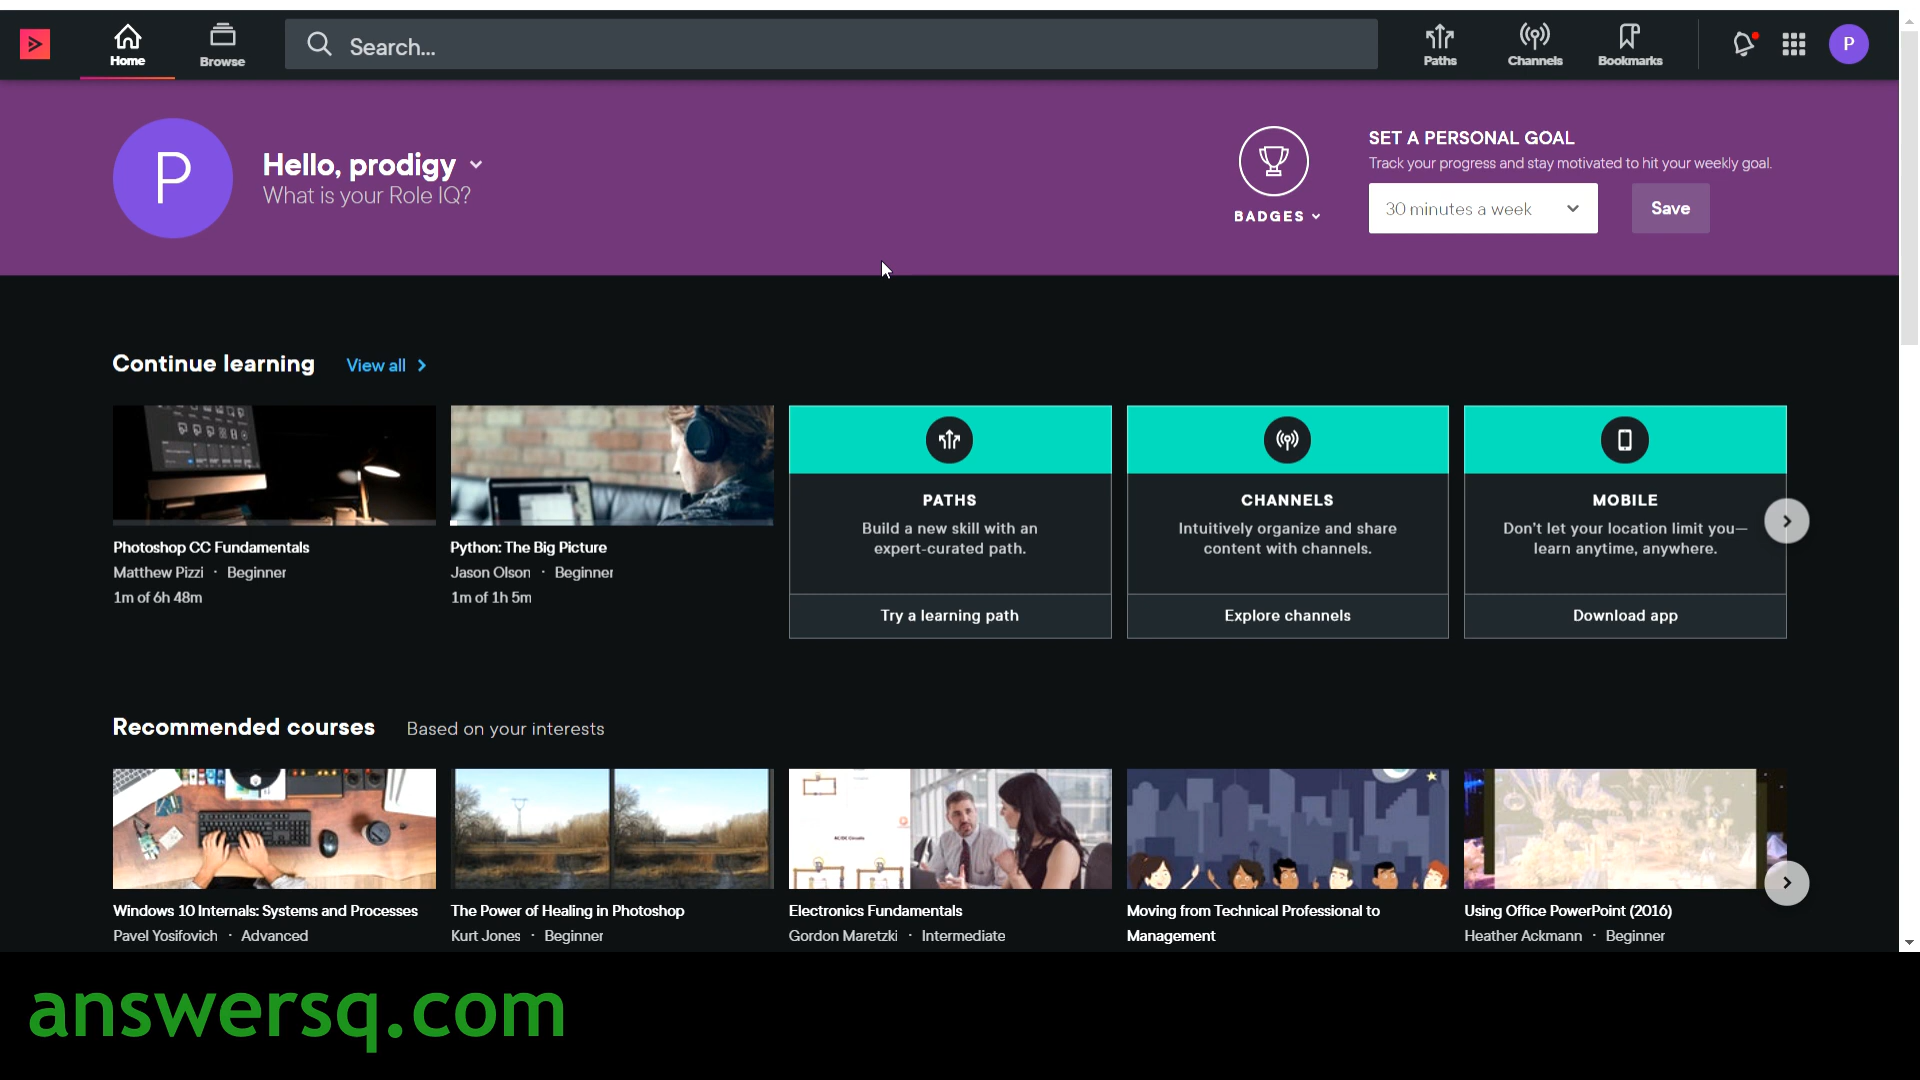 Home
Browse
Search...
Paths
Channels
Bookmarks
P
P
Hello, prodigy
What is your Role IQ?
BADGES
SET A PERSONAL GOAL
Track your progress and stay motivated to hit your weekly goal.
30 minutes a week
Save
Continue learning
View all
Photoshop CC Fundamentals
Matthew Pizzi · Beginner
1m of 6h 48m
Python: The Big Picture
Jason Olson · Beginner
1m of 1h 5m
PATHS
Build a new skill with an
expert-curated path.
Try a learning path
CHANNELS
Intuitively organize and share
content with channels.
Explore channels
MOBILE
Don't let your location limit you—
learn anytime, anywhere.
Download app
Recommended courses
Based on your interests
AC/DC Circuits
Windows 10 Internals: Systems and Processes
Pavel Yosifovich · Advanced
The Power of Healing in Photoshop
Kurt Jones · Beginner
Electronics Fundamentals
Gordon Maretzki · Intermediate
Moving from Technical Professional to
Management
Using Office PowerPoint (2016)
Heather Ackmann · Beginner
answersq.com